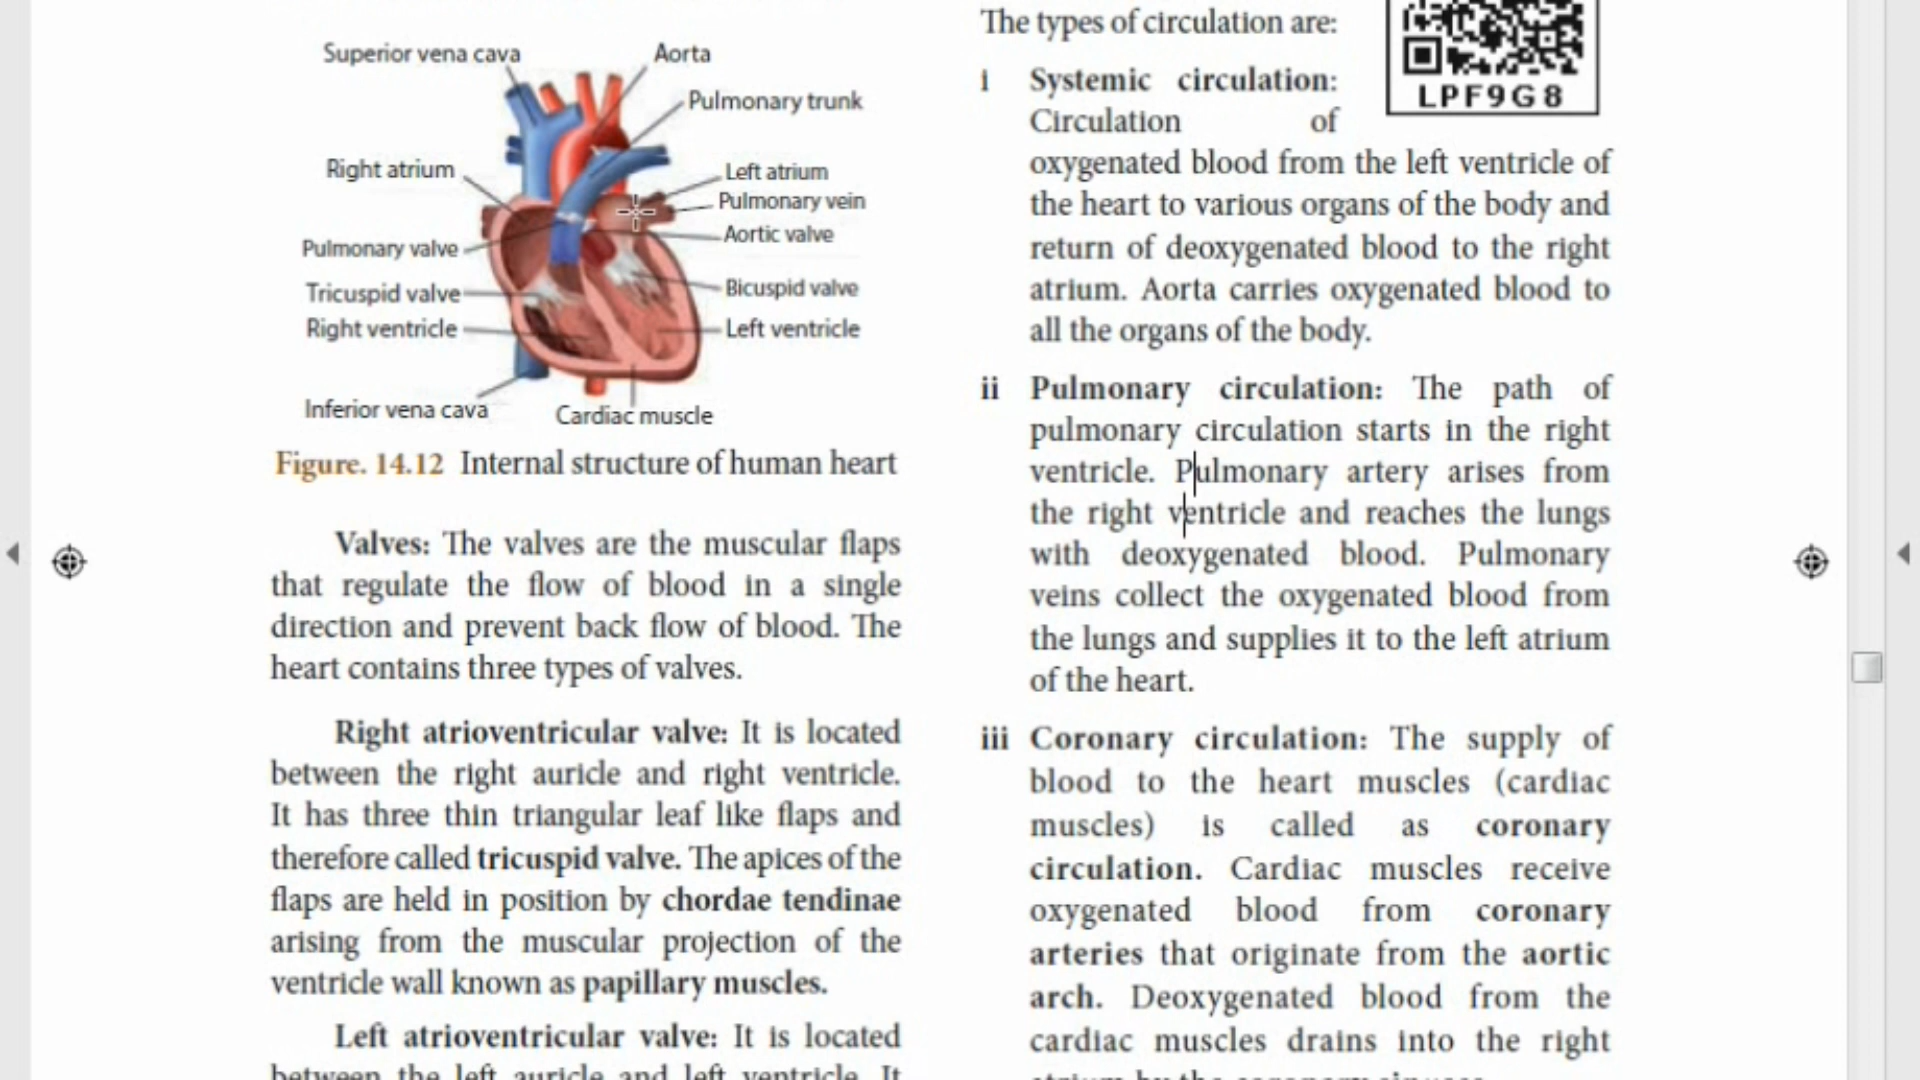 Superior vena cava
Aorta
Pulmonary trunk
Right atrium
Left atrium
Pulmonary vein
Aortic valve
Pulmonary valve
Tricuspid valve
Bicuspid valve
Right ventricle
Left ventricle
Inferior vena cava
Cardiac muscle
Figure. 14.12 Internal structure of human heart
Valves: The valves are the muscular flaps
that regulate the flow of blood in a single
direction and prevent back flow of blood. The
heart contains three types of valves.
Right atrioventricular valve: It is located
between the right auricle and right ventricle.
It has three thin triangular leaf like flaps and
therefore called tricuspid valve. The apices of the
flaps are held in position by chordae tendinae
arising from the muscular projection of the
ventricle wall known as papillary muscles.
Left atrioventricular valve: It is located
between the left auricle and left ventricle. It
The types of circulation are:
LPF9G8
i Systemic circulation:
Circulation of
oxygenated blood from the left ventricle of
the heart to various organs of the body and
return of deoxygenated blood to the right
atrium. Aorta carries oxygenated blood to
all the organs of the body.
ii Pulmonary circulation: The path of
pulmonary circulation starts in the right
ventricle. Pulmonary artery arises from
the right ventricle and reaches the lungs
with deoxygenated blood. Pulmonary
veins collect the oxygenated blood from
the lungs and supplies it to the left atrium
of the heart.
iii Coronary circulation: The supply of
blood to the heart muscles (cardiac
muscles) is called as coronary
circulation. Cardiac muscles receive
oxygenated blood from coronary
arteries that originate from the aortic
arch. Deoxygenated blood from the
cardiac muscles drains into the right